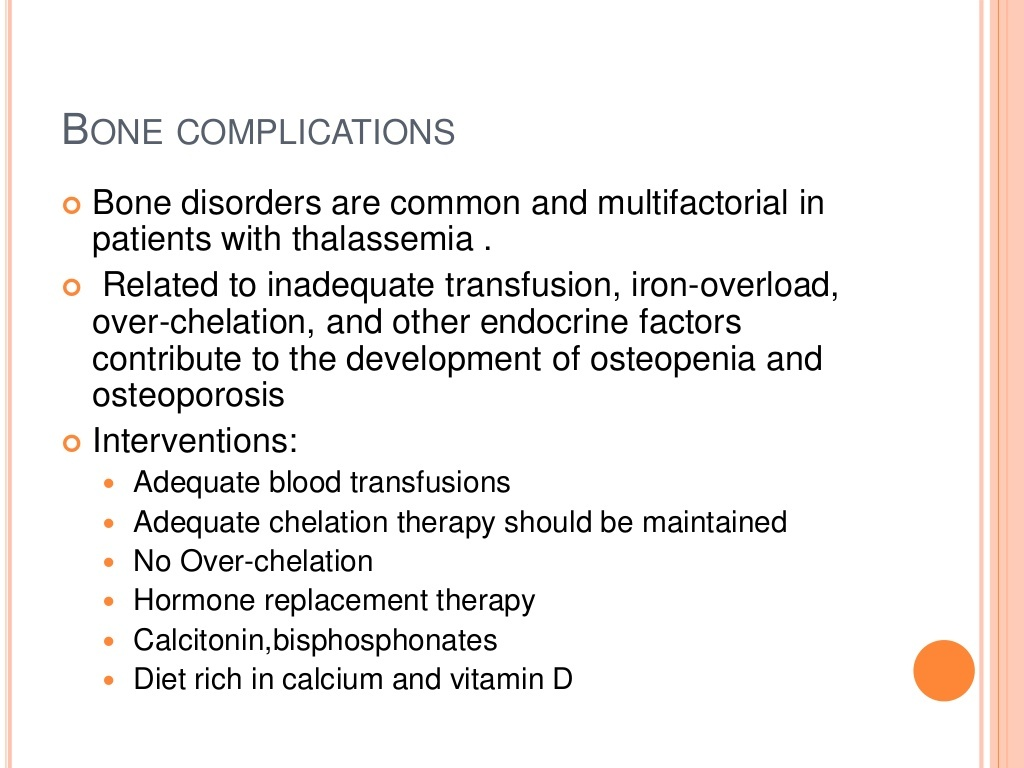 BONE COMPLICATIONS
Bone disorders are common and multifactorial in
patients with thalassemia .
Related to inadequate transfusion, iron-overload,
over-chelation, and other endocrine factors
contribute to the development of osteopenia and
osteoporosis
Interventions:
Adequate blood transfusions
Adequate chelation therapy should be maintained
No Over-chelation
Hormone replacement therapy
Calcitonin,bisphosphonates
Diet rich in calcium and vitamin D